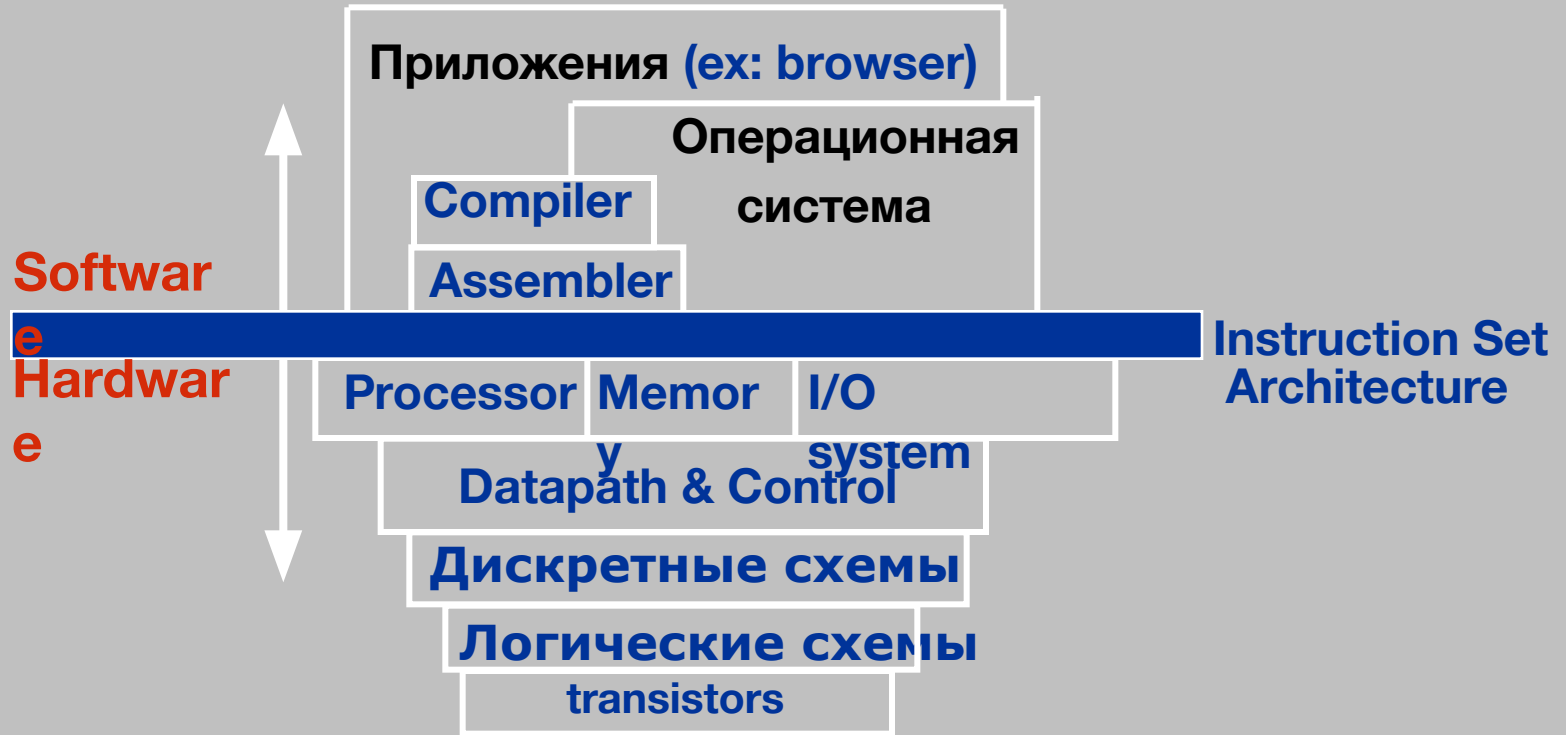 Приложения (ex: browser)
Операционная
система
Compiler
Assembler
Softwar
e
Hardwar
e
Instruction Set
Architecture
Processor
Memor
y
I/O
system
Datapath & Control
Дискретные схемы
Логические схемы
transistors